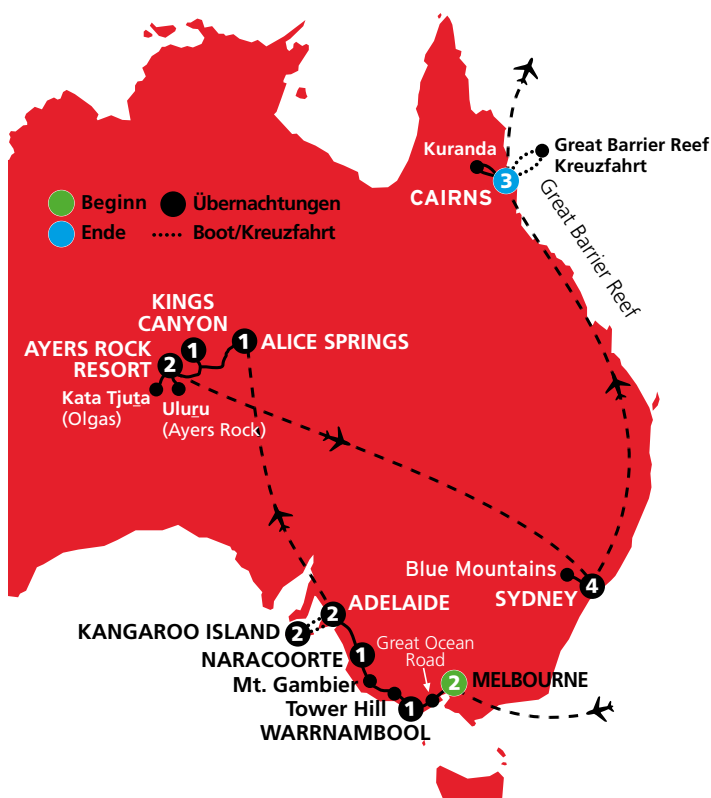 Great Barrier Reef
Kreuzfahrt
Kuranda
3
CAIRNS
Great Barrier Reef
Beginn
Übernachtungen
Ende
Boot/Kreuzfahrt
KINGS
CANYON
1
1
ALICE SPRINGS
AYERS ROCK
RESORT
2
Kata Tjuṯa
(Olgas)
Uluṟu
(Ayers Rock)
Blue Mountains
SYDNEY
4
2
ADELAIDE
KANGAROO ISLAND
2
NARACOORTE
1
Great Ocean
Road
Mt. Gambier
2
MELBOURNE
Tower Hill
1
WARRNAMBOOL